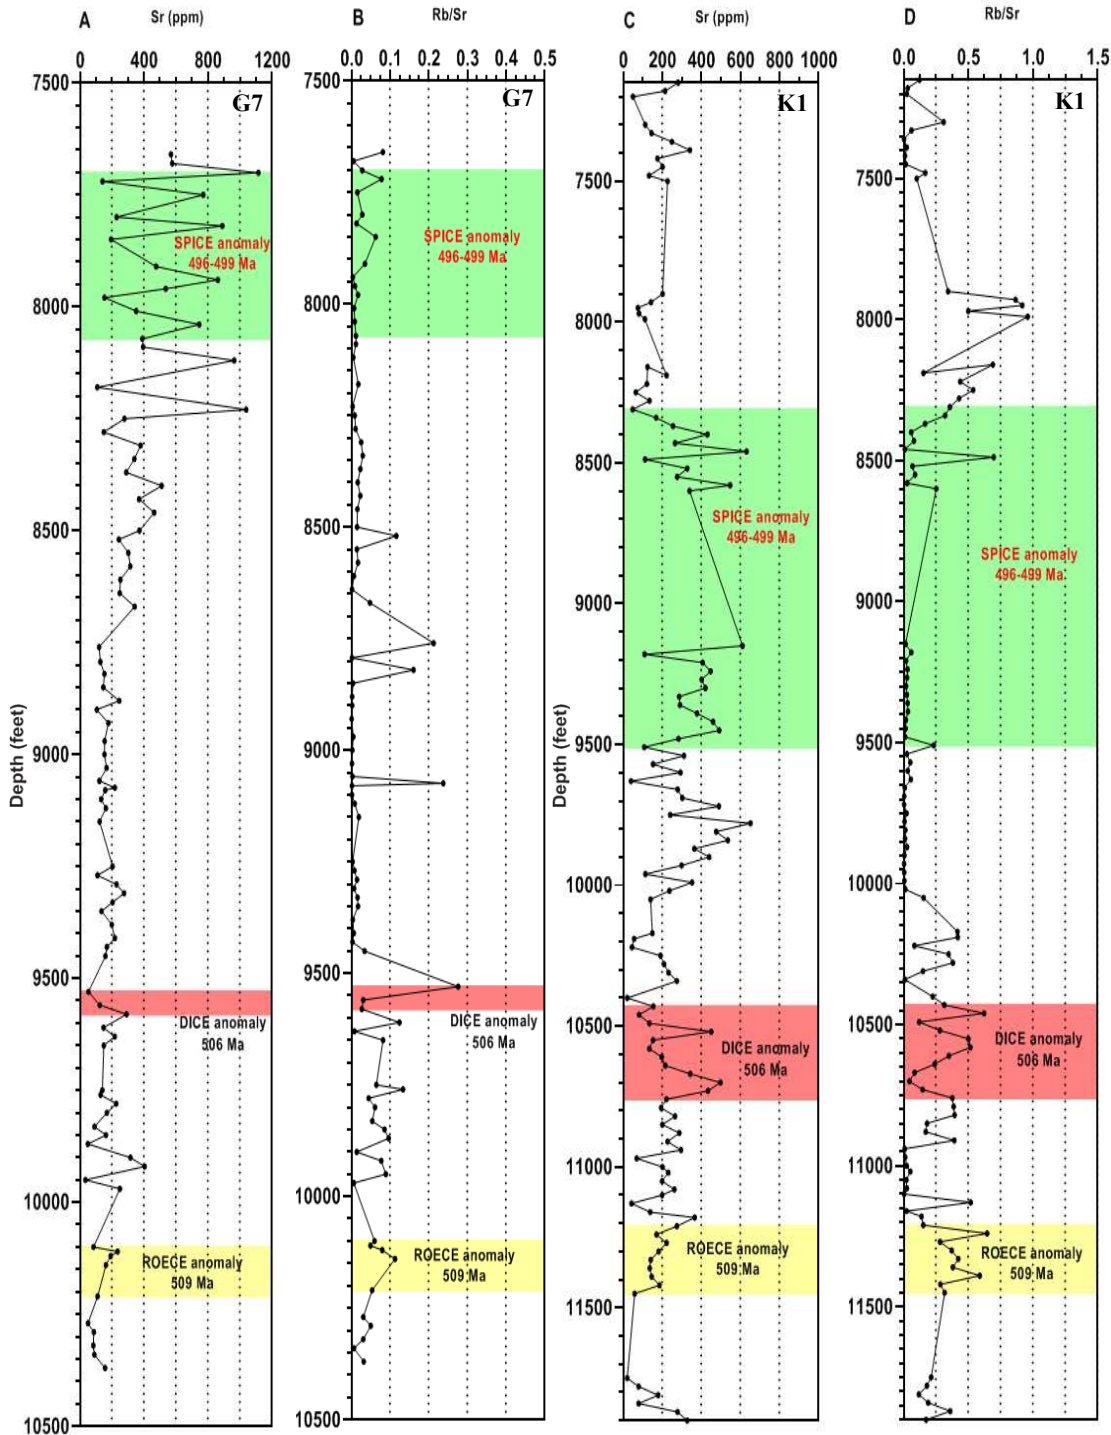 A
Sr (ppm)
B
Rb/Sr
C
Sr (ppm)
D
Rb/Sr
0 400 800 1200
0.0 0.1 0.2 0.3 0.4 0.5
0 200 400 600 800 1000
0.0 0.5 1.0 1.5
G7
G7
K1
K1
Depth (feet)
7500
8000
8500
9000
9500
10000
10500
SPICE anomaly
496-499 Ma
DICE anomaly
506 Ma
ROECE anomaly
509 Ma
7500
8000
8500
9000
9500
10000
10500
SPICE anomaly
496-499 Ma
DICE anomaly
506 Ma
ROECE anomaly
509 Ma
Depth (feet)
7500
8000
8500
9000
9500
10000
10500
11000
11500
SPICE anomaly
496-499 Ma
DICE anomaly
506 Ma
ROECE anomaly
509 Ma
7500
8000
8500
9000
9500
10000
10500
11000
11500
SPICE anomaly
496-499 Ma
DICE anomaly
506 Ma
ROECE anomaly
509 Ma